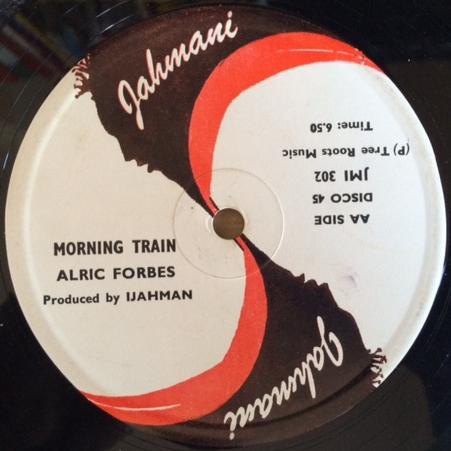 Jahmani
MORNING TRAIN
ALRIC FORBES
Produced by IJAHMAN
AA SIDE
DISCO 45
JMI 302
(P) Tree Roots Music
Time: 6.50
Jahmani